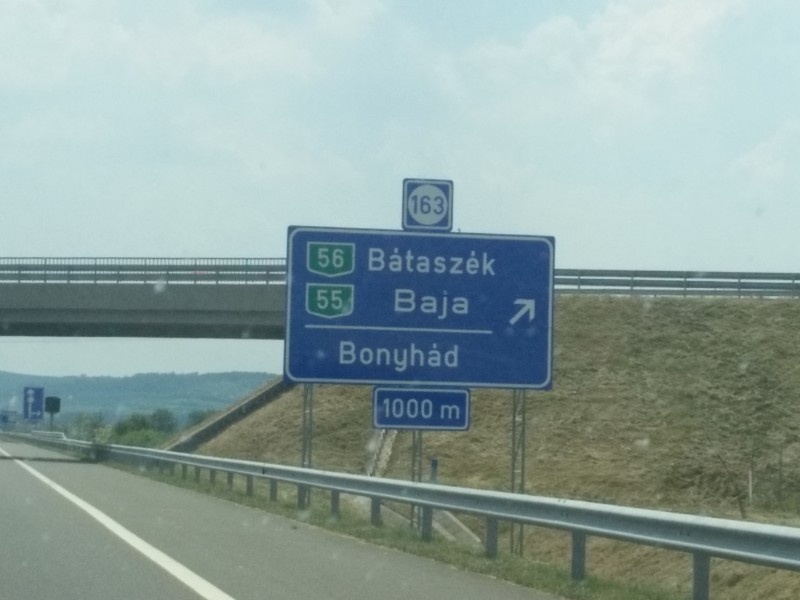 163
56 Bátaszék
55 Baja
Bonyhád
1000 m